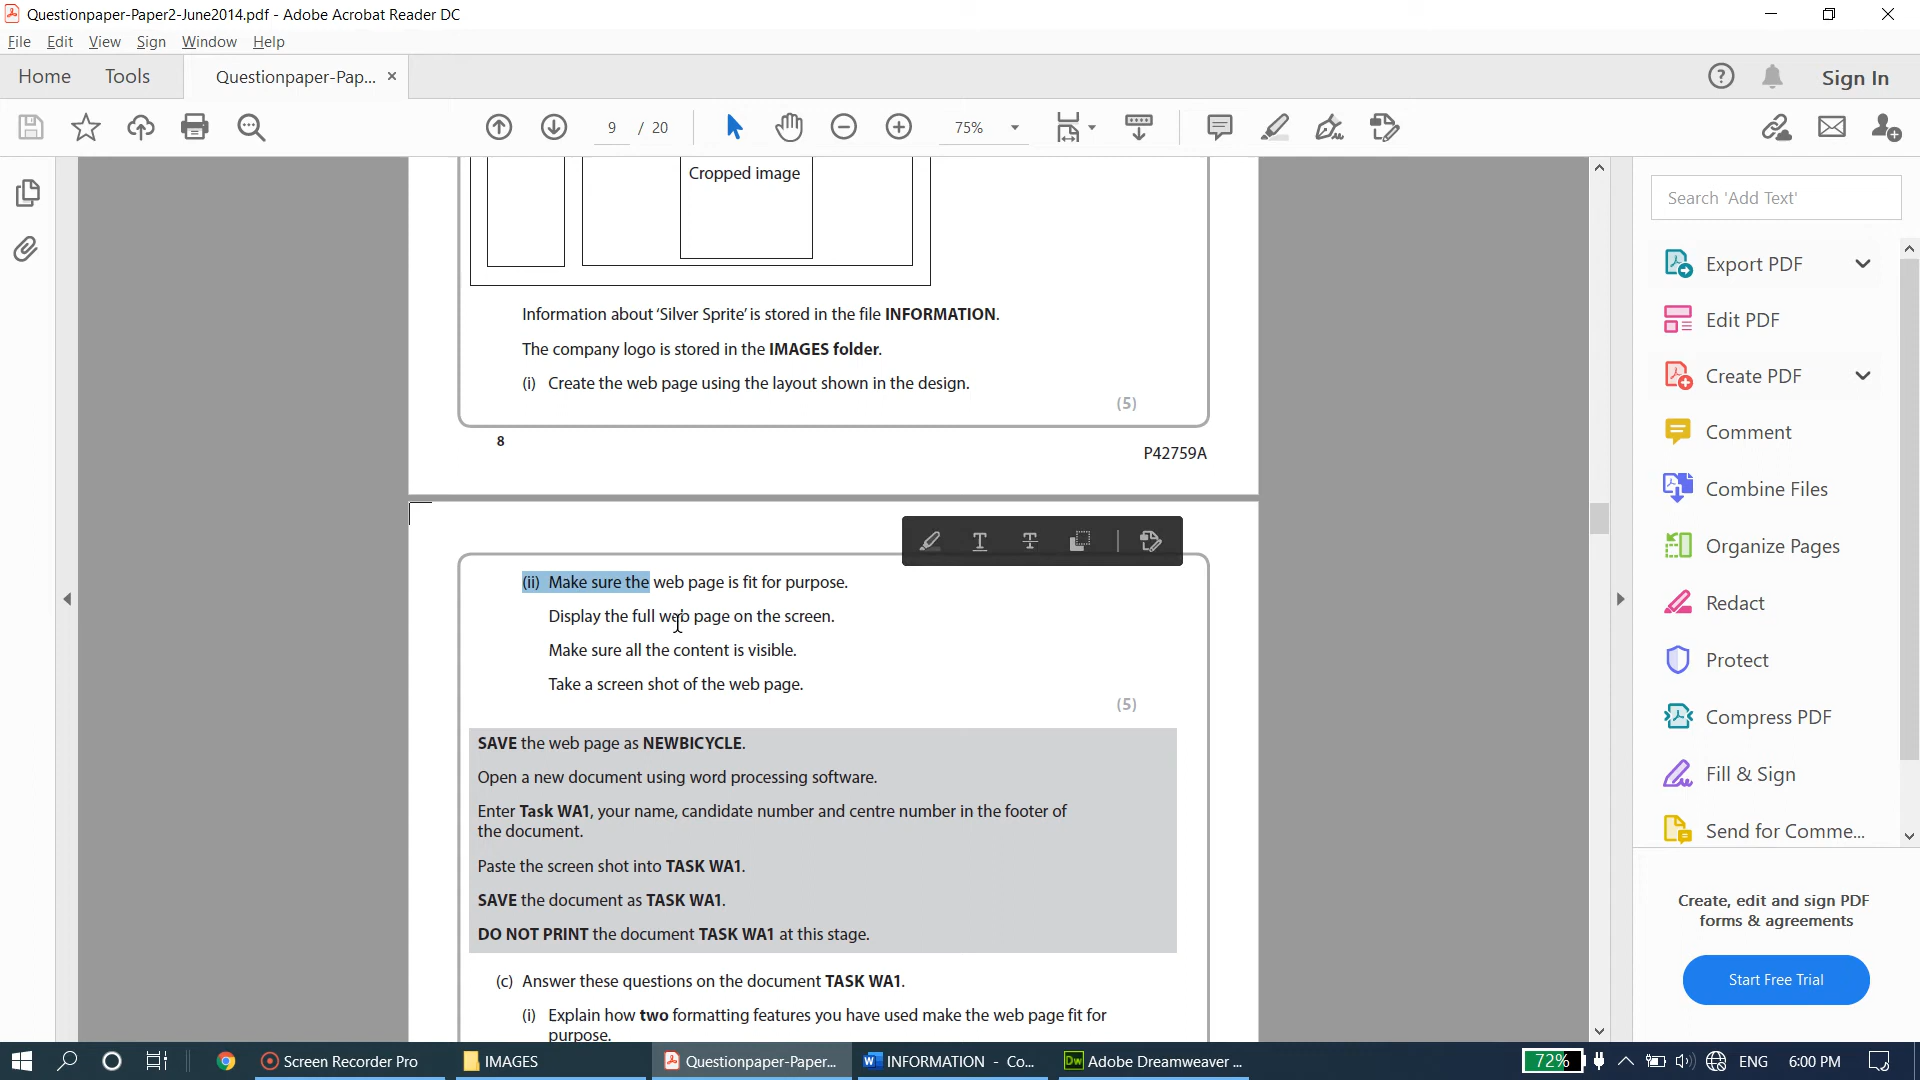 Questionpaper-Paper2-June2014.pdf - Adobe Acrobat Reader DC
File Edit View Sign Window Help
Home Tools Questionpaper-Pap... × Sign In
9 / 20 75%
Cropped image
Information about 'Silver Sprite' is stored in the file INFORMATION.
The company logo is stored in the IMAGES folder.
(i) Create the web page using the layout shown in the design.
(5)
8
P42759A
(ii) Make sure the web page is fit for purpose.
Display the full web page on the screen.
Make sure all the content is visible.
Take a screen shot of the web page.
(5)
SAVE the web page as NEWBICYCLE.
Open a new document using word processing software.
Enter Task WA1, your name, candidate number and centre number in the footer of
the document.
Paste the screen shot into TASK WA1.
SAVE the document as TASK WA1.
DO NOT PRINT the document TASK WA1 at this stage.
(c) Answer these questions on the document TASK WA1.
(i) Explain how two formatting features you have used make the web page fit for
purpose.
Search 'Add Text'
Export PDF
Edit PDF
Create PDF
Comment
Combine Files
Organize Pages
Redact
Protect
Compress PDF
Fill & Sign
Send for Comme...
Create, edit and sign PDF
forms & agreements
Start Free Trial
Screen Recorder Pro IMAGES Questionpaper-Paper... INFORMATION - Co... Dw Adobe Dreamweaver ... 72% ENG 6:00 PM